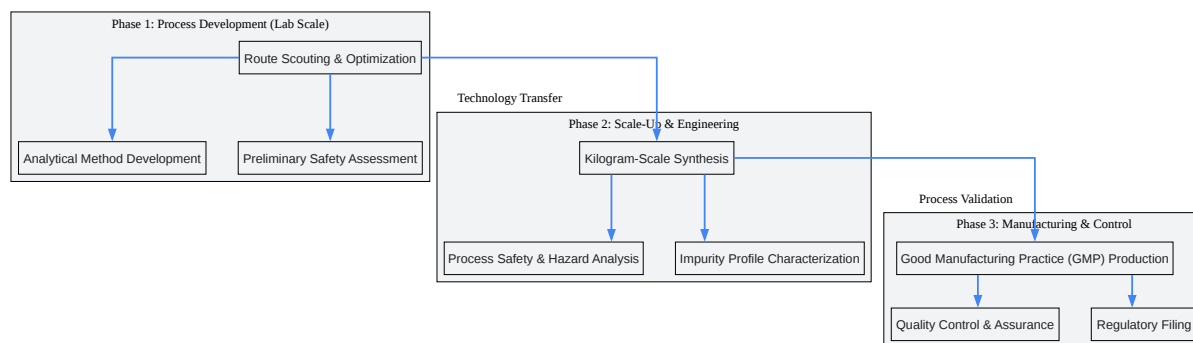 Phase 1: Process Development (Lab Scale)
Route Scouting & Optimization
Analytical Method Development
Preliminary Safety Assessment
Technology Transfer
Phase 2: Scale-Up & Engineering
Kilogram-Scale Synthesis
Process Safety & Hazard Analysis
Impurity Profile Characterization
Process Validation
Phase 3: Manufacturing & Control
Good Manufacturing Practice (GMP) Production
Quality Control & Assurance
Regulatory Filing